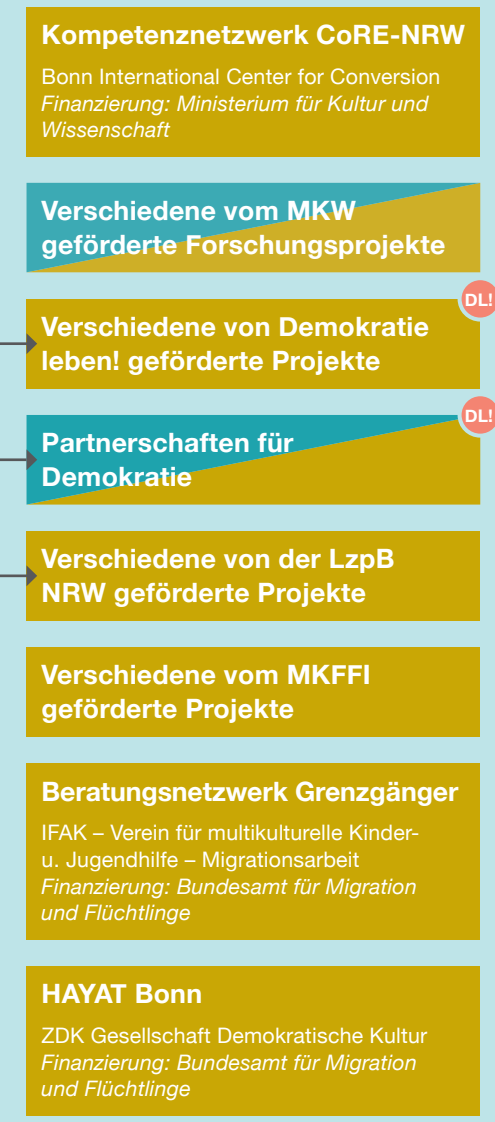 Kompetenznetzwerk CoRE-NRW
Bonn International Center for Conversion
Finanzierung: Ministerium für Kultur und
Wissenschaft
Verschiedene vom MKW
geförderte Forschungsprojekte
DL!
Verschiedene von Demokratie
leben! geförderte Projekte
DL!
Partnerschaften für
Demokratie
Verschiedene von der LzpB
NRW geförderte Projekte
Verschiedene vom MKFFI
geförderte Projekte
Beratungsnetzwerk Grenzgänger
IFAK – Verein für multikulturelle Kinder-
u. Jugendhilfe – Migrationsarbeit
Finanzierung: Bundesamt für Migration
und Flüchtlinge
HAYAT Bonn
ZDK Gesellschaft Demokratische Kultur
Finanzierung: Bundesamt für Migration
und Flüchtlinge